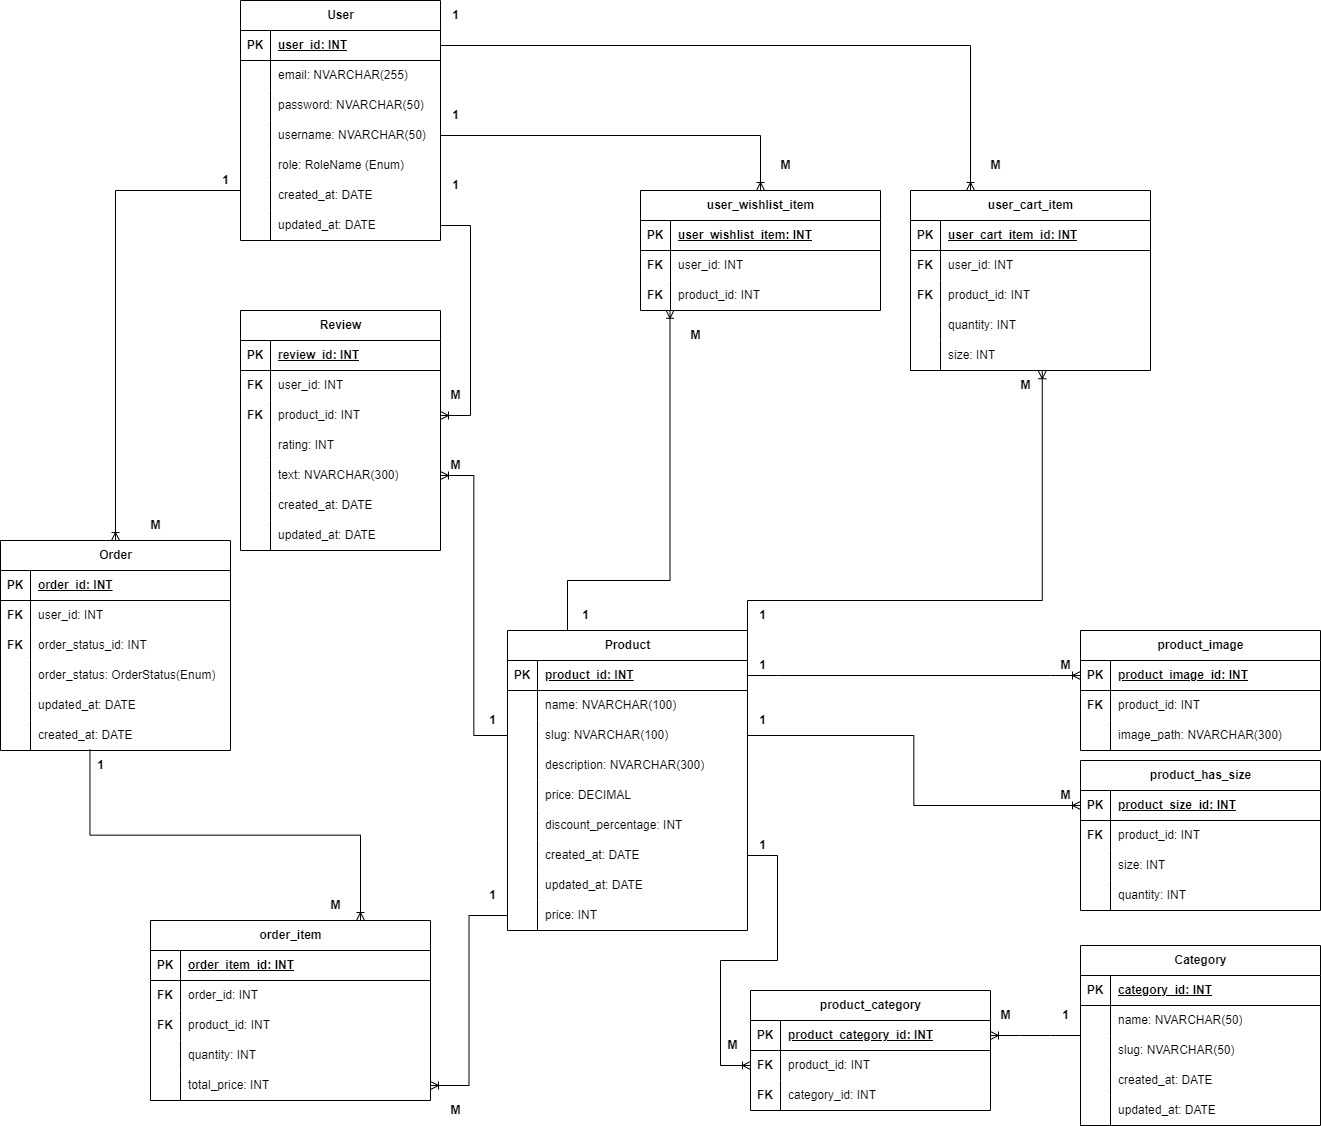 User
PK user_id: INT
email: NVARCHAR(255)
password: NVARCHAR(50)
username: NVARCHAR(50)
role: RoleName (Enum)
created_at: DATE
updated_at: DATE
1
1
1
1
M
M
user_wishlist_item
PK user_wishlist_item: INT
FK user_id: INT
FK product_id: INT
M
user_cart_item
PK user_cart_item_id: INT
FK user_id: INT
FK product_id: INT
quantity: INT
size: INT
M
Review
PK review_id: INT
FK user_id: INT
FK product_id: INT
rating: INT
text: NVARCHAR(300)
created_at: DATE
updated_at: DATE
M
M
M
Order
PK order_id: INT
FK user_id: INT
FK order_status_id: INT
order_status: OrderStatus(Enum)
updated_at: DATE
created_at: DATE
1
1
1
Product
PK product_id: INT
name: NVARCHAR(100)
slug: NVARCHAR(100)
description: NVARCHAR(300)
price: DECIMAL
discount_percentage: INT
created_at: DATE
updated_at: DATE
price: INT
1
1
1
1
1
M
product_image
PK product_image_id: INT
FK product_id: INT
image_path: NVARCHAR(300)
M
product_has_size
PK product_size_id: INT
FK product_id: INT
size: INT
quantity: INT
M
order_item
PK order_item_id: INT
FK order_id: INT
FK product_id: INT
quantity: INT
total_price: INT
M
M
product_category
PK product_category_id: INT
FK product_id: INT
FK category_id: INT
M
1
Category
PK category_id: INT
name: NVARCHAR(50)
slug: NVARCHAR(50)
created_at: DATE
updated_at: DATE